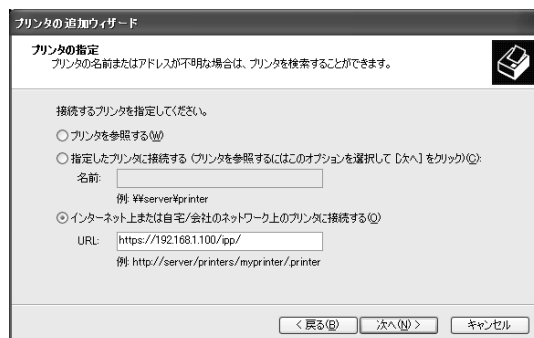 プリンタの追加ウィザード
プリンタの指定
プリンタの名前またはアドレスが不明な場合は、プリンタを検索することができます。
接続するプリンタを指定してください。
プリンタを参照する(W)
指定したプリンタに接続する (プリンタを参照するにはこのオプションを選択して [次へ] をクリック)(C):
名前:
例: ¥¥server¥printer
インターネット上または自宅/会社のネットワーク上のプリンタに接続する(O)
URL: https://192.168.1.100/ipp/
例: http://server/printers/myprinter/.printer
< 戻る(B) 次へ(N) > キャンセル